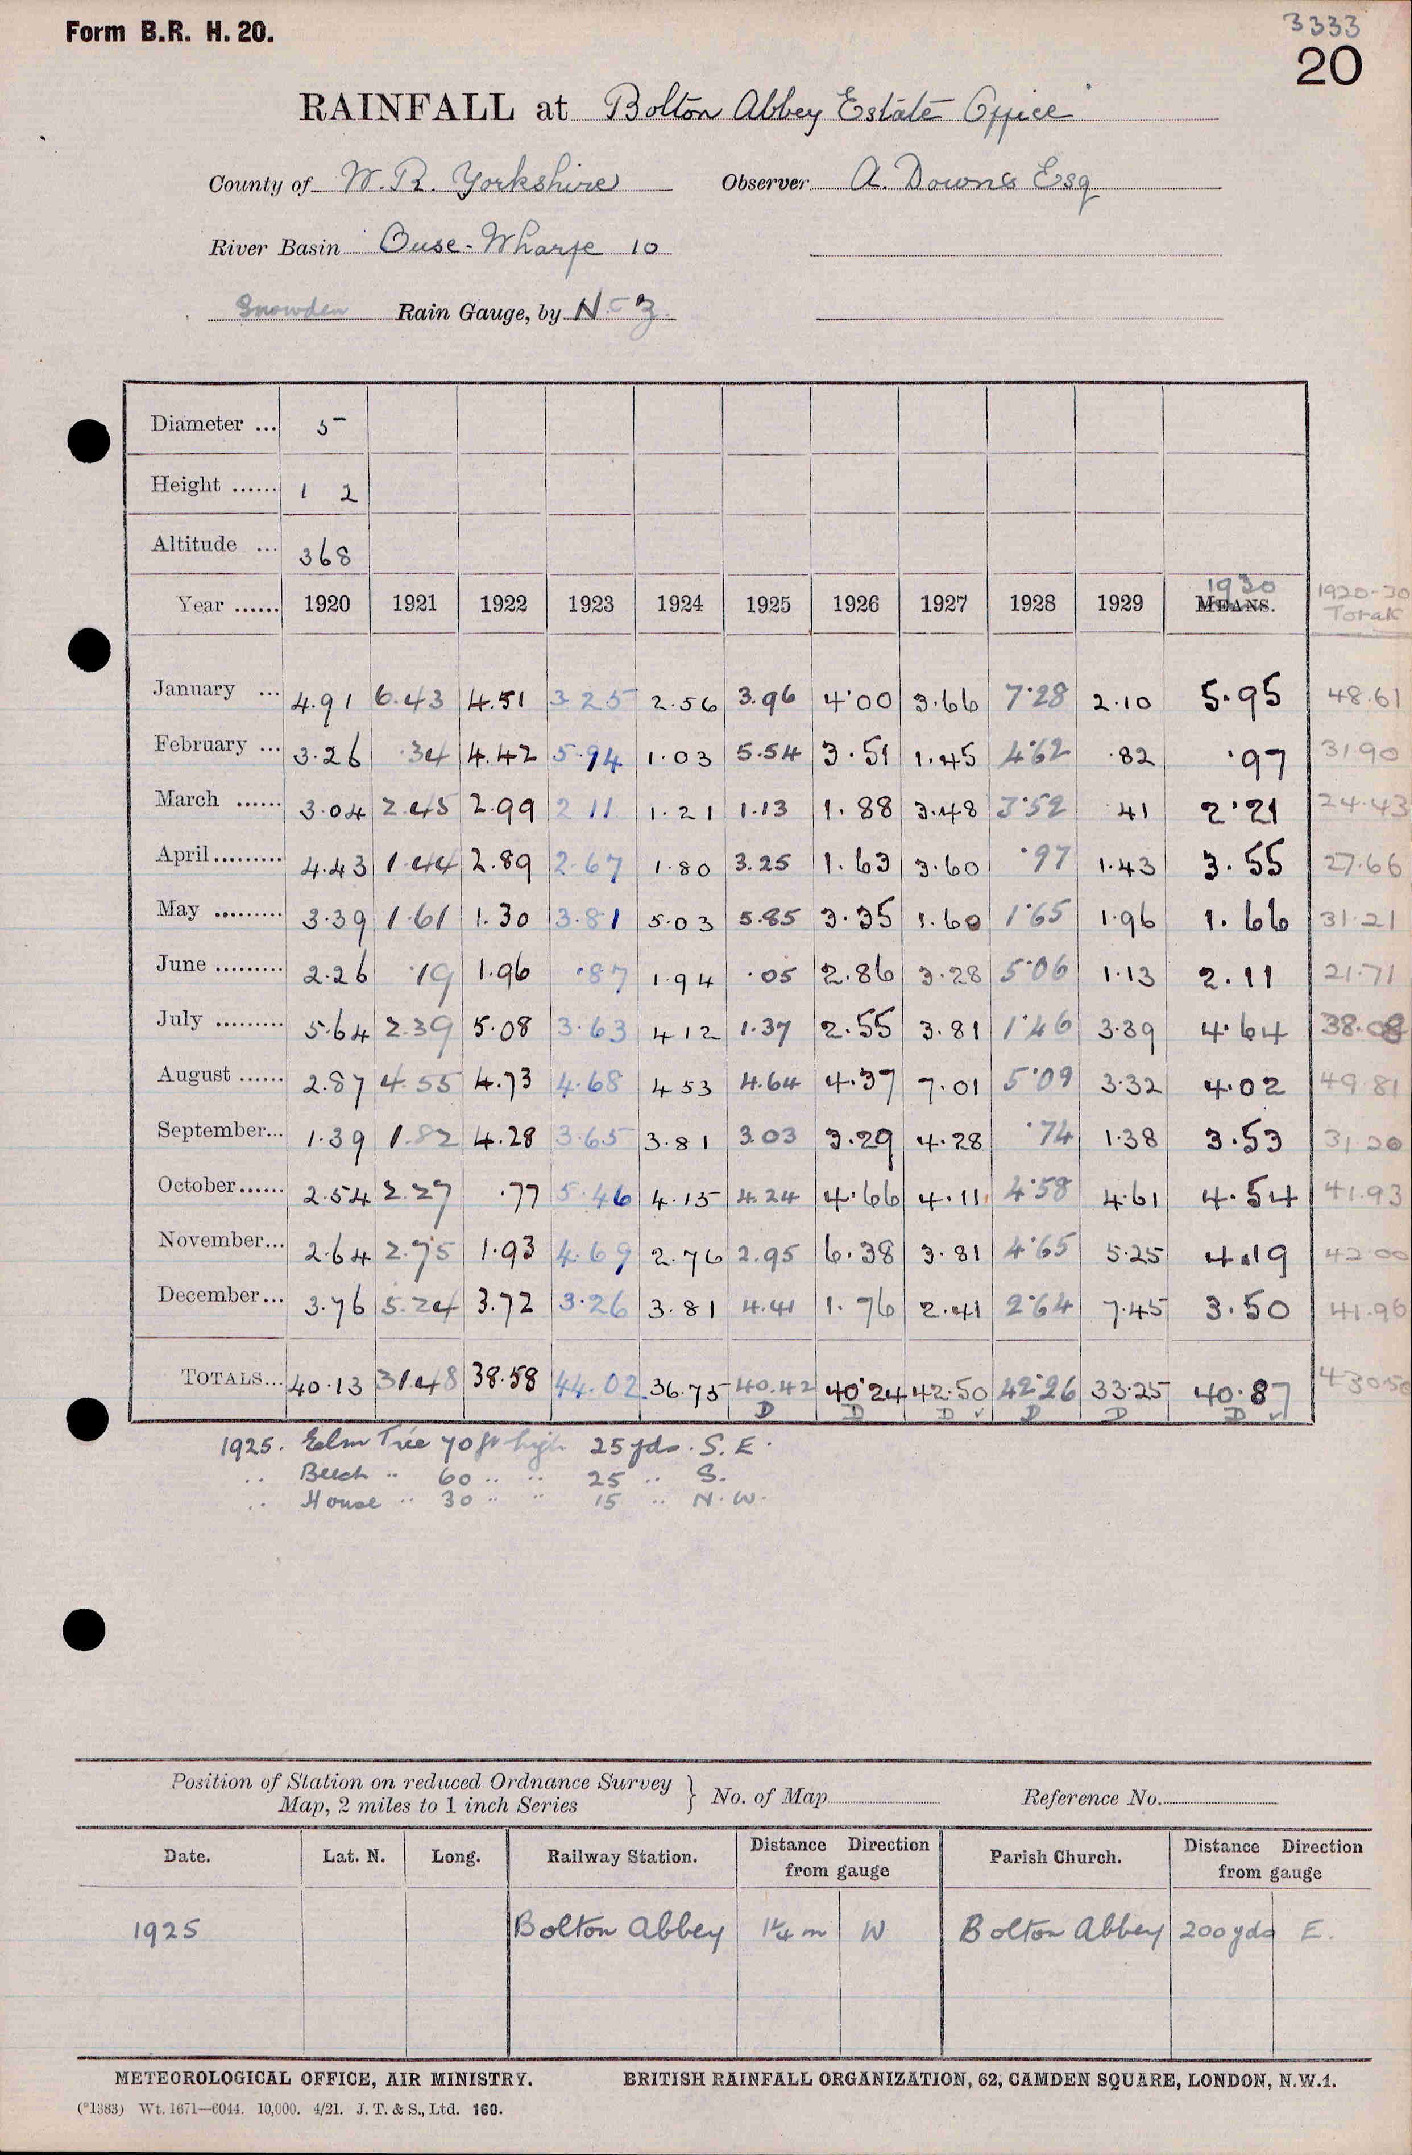 Form B.R. H. 20.
3333
20
RAINFALL at Bolton Abbey Estate Office
County of W. R. Yorkshire Observer A. Downs Esq
River Basin Ouse-Wharfe 10
Snowden Rain Gauge, by N - Z
Diameter ... 5
Height ...... 1 2
Altitude ... 368
Year ...... 1920 1921 1922 1923 1924 1925 1926 1927 1928 1929 MEANS. 1930 1920-30 Totals
January ... 4.91 6.43 4.51 3.25 2.56 3.96 4.00 3.66 7.28 2.10 5.95 48.61
February ... 3.26 .34 4.42 5.94 1.03 5.54 3.51 1.45 4.62 .82 .97 31.90
March ...... 3.04 2.45 2.99 2.11 1.21 1.13 1.88 3.48 3.52 .41 2.21 24.43
April ......... 4.43 1.44 2.89 2.67 1.80 3.25 1.63 3.60 .97 1.43 3.55 27.66
May ......... 3.39 1.61 1.30 3.81 5.03 5.85 3.35 1.60 1.65 1.96 1.66 31.21
June ......... 2.26 .19 1.96 .87 1.94 .05 2.86 3.28 5.06 1.13 2.11 21.71
July ......... 5.64 2.39 5.08 3.63 4.12 1.37 2.55 3.81 1.46 3.39 4.64 38.08
August ...... 2.87 4.55 4.73 4.68 4.53 4.64 4.37 7.01 5.09 3.32 4.02 49.81
September... 1.39 1.82 4.28 3.65 3.81 3.03 3.29 4.28 .74 1.38 3.53 31.20
October...... 2.54 2.27 .77 5.46 4.15 4.24 4.66 4.11 4.58 4.61 4.54 41.93
November... 2.64 2.75 1.93 4.69 2.76 2.95 6.38 3.81 4.65 5.25 4.19 42.00
December... 3.76 5.24 3.72 3.26 3.81 4.41 1.76 2.41 2.64 7.45 3.50 41.96
TOTALS... 40.13 31.48 38.58 44.02 36.75 40.42 40.24 42.50 42.26 33.25 40.87 430.50
D D D ✓ D D D ✓
1925. Elm Tree 70 ft high 25 yds. S. E.
.. Beech .. 60 .. .. 25 .. S.
.. House .. 30 .. .. 15 .. N. W.
Position of Station on reduced Ordnance Survey Map, 2 miles to 1 inch Series } No. of Map Reference No.
Date. Lat. N. Long. Railway Station. Distance Direction from gauge Parish Church. Distance Direction from gauge
1925 Bolton Abbey 1¼ m W Bolton Abbey 200 yds E.
METEOROLOGICAL OFFICE, AIR MINISTRY. BRITISH RAINFALL ORGANIZATION, 62, CAMDEN SQUARE, LONDON, N.W.1.
(*1383) Wt. 1671—6044. 10,000. 4/21. J. T. & S., Ltd. 160.